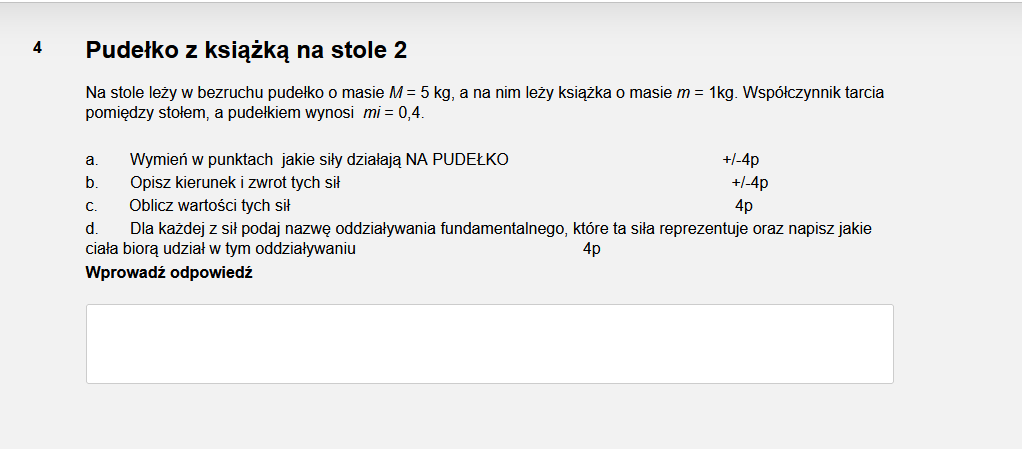 4 Pudełko z książką na stole 2
Na stole leży w bezruchu pudełko o masie M = 5 kg, a na nim leży książka o masie m = 1kg. Współczynnik tarcia
pomiędzy stołem, a pudełkiem wynosi mi = 0,4.
a. Wymień w punktach jakie siły działają NA PUDEŁKO +/-4p
b. Opisz kierunek i zwrot tych sił +/-4p
c. Oblicz wartości tych sił 4p
d. Dla każdej z sił podaj nazwę oddziaływania fundamentalnego, które ta siła reprezentuje oraz napisz jakie
ciała biorą udział w tym oddziaływaniu 4p
Wprowadź odpowiedź